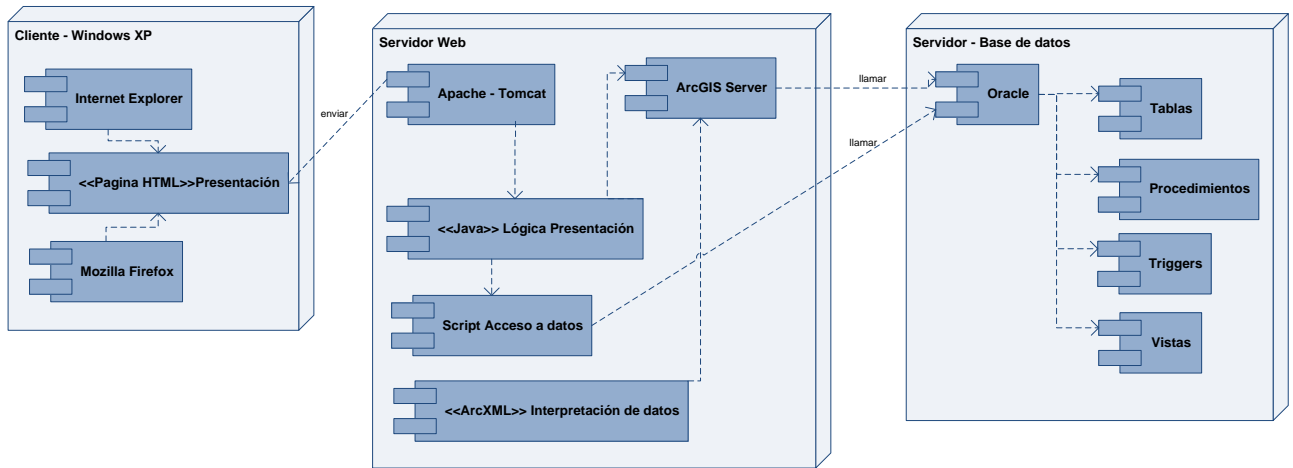 Cliente - Windows XP
Internet Explorer
<<Pagina HTML>>Presentación
Mozilla Firefox
enviar
Servidor Web
Apache - Tomcat
ArcGIS Server
<<Java>> Lógica Presentación
Script Acceso a datos
<<ArcXML>> Interpretación de datos
llamar
llamar
Servidor - Base de datos
Oracle
Tablas
Procedimientos
Triggers
Vistas